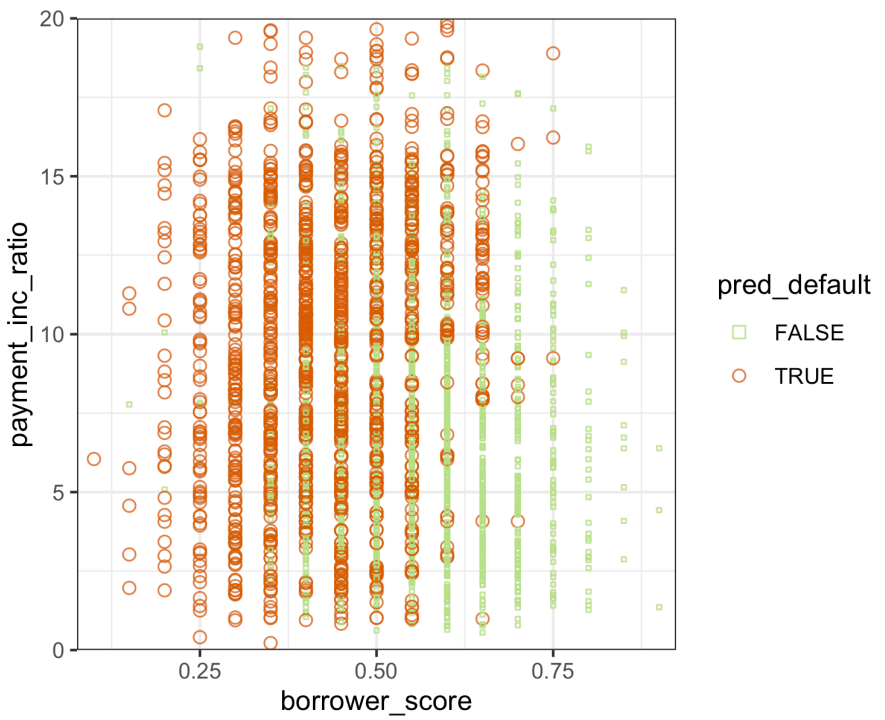 20
15
10
5
0
payment_inc_ratio
0.25 0.50 0.75
borrower_score
pred_default
FALSE
TRUE